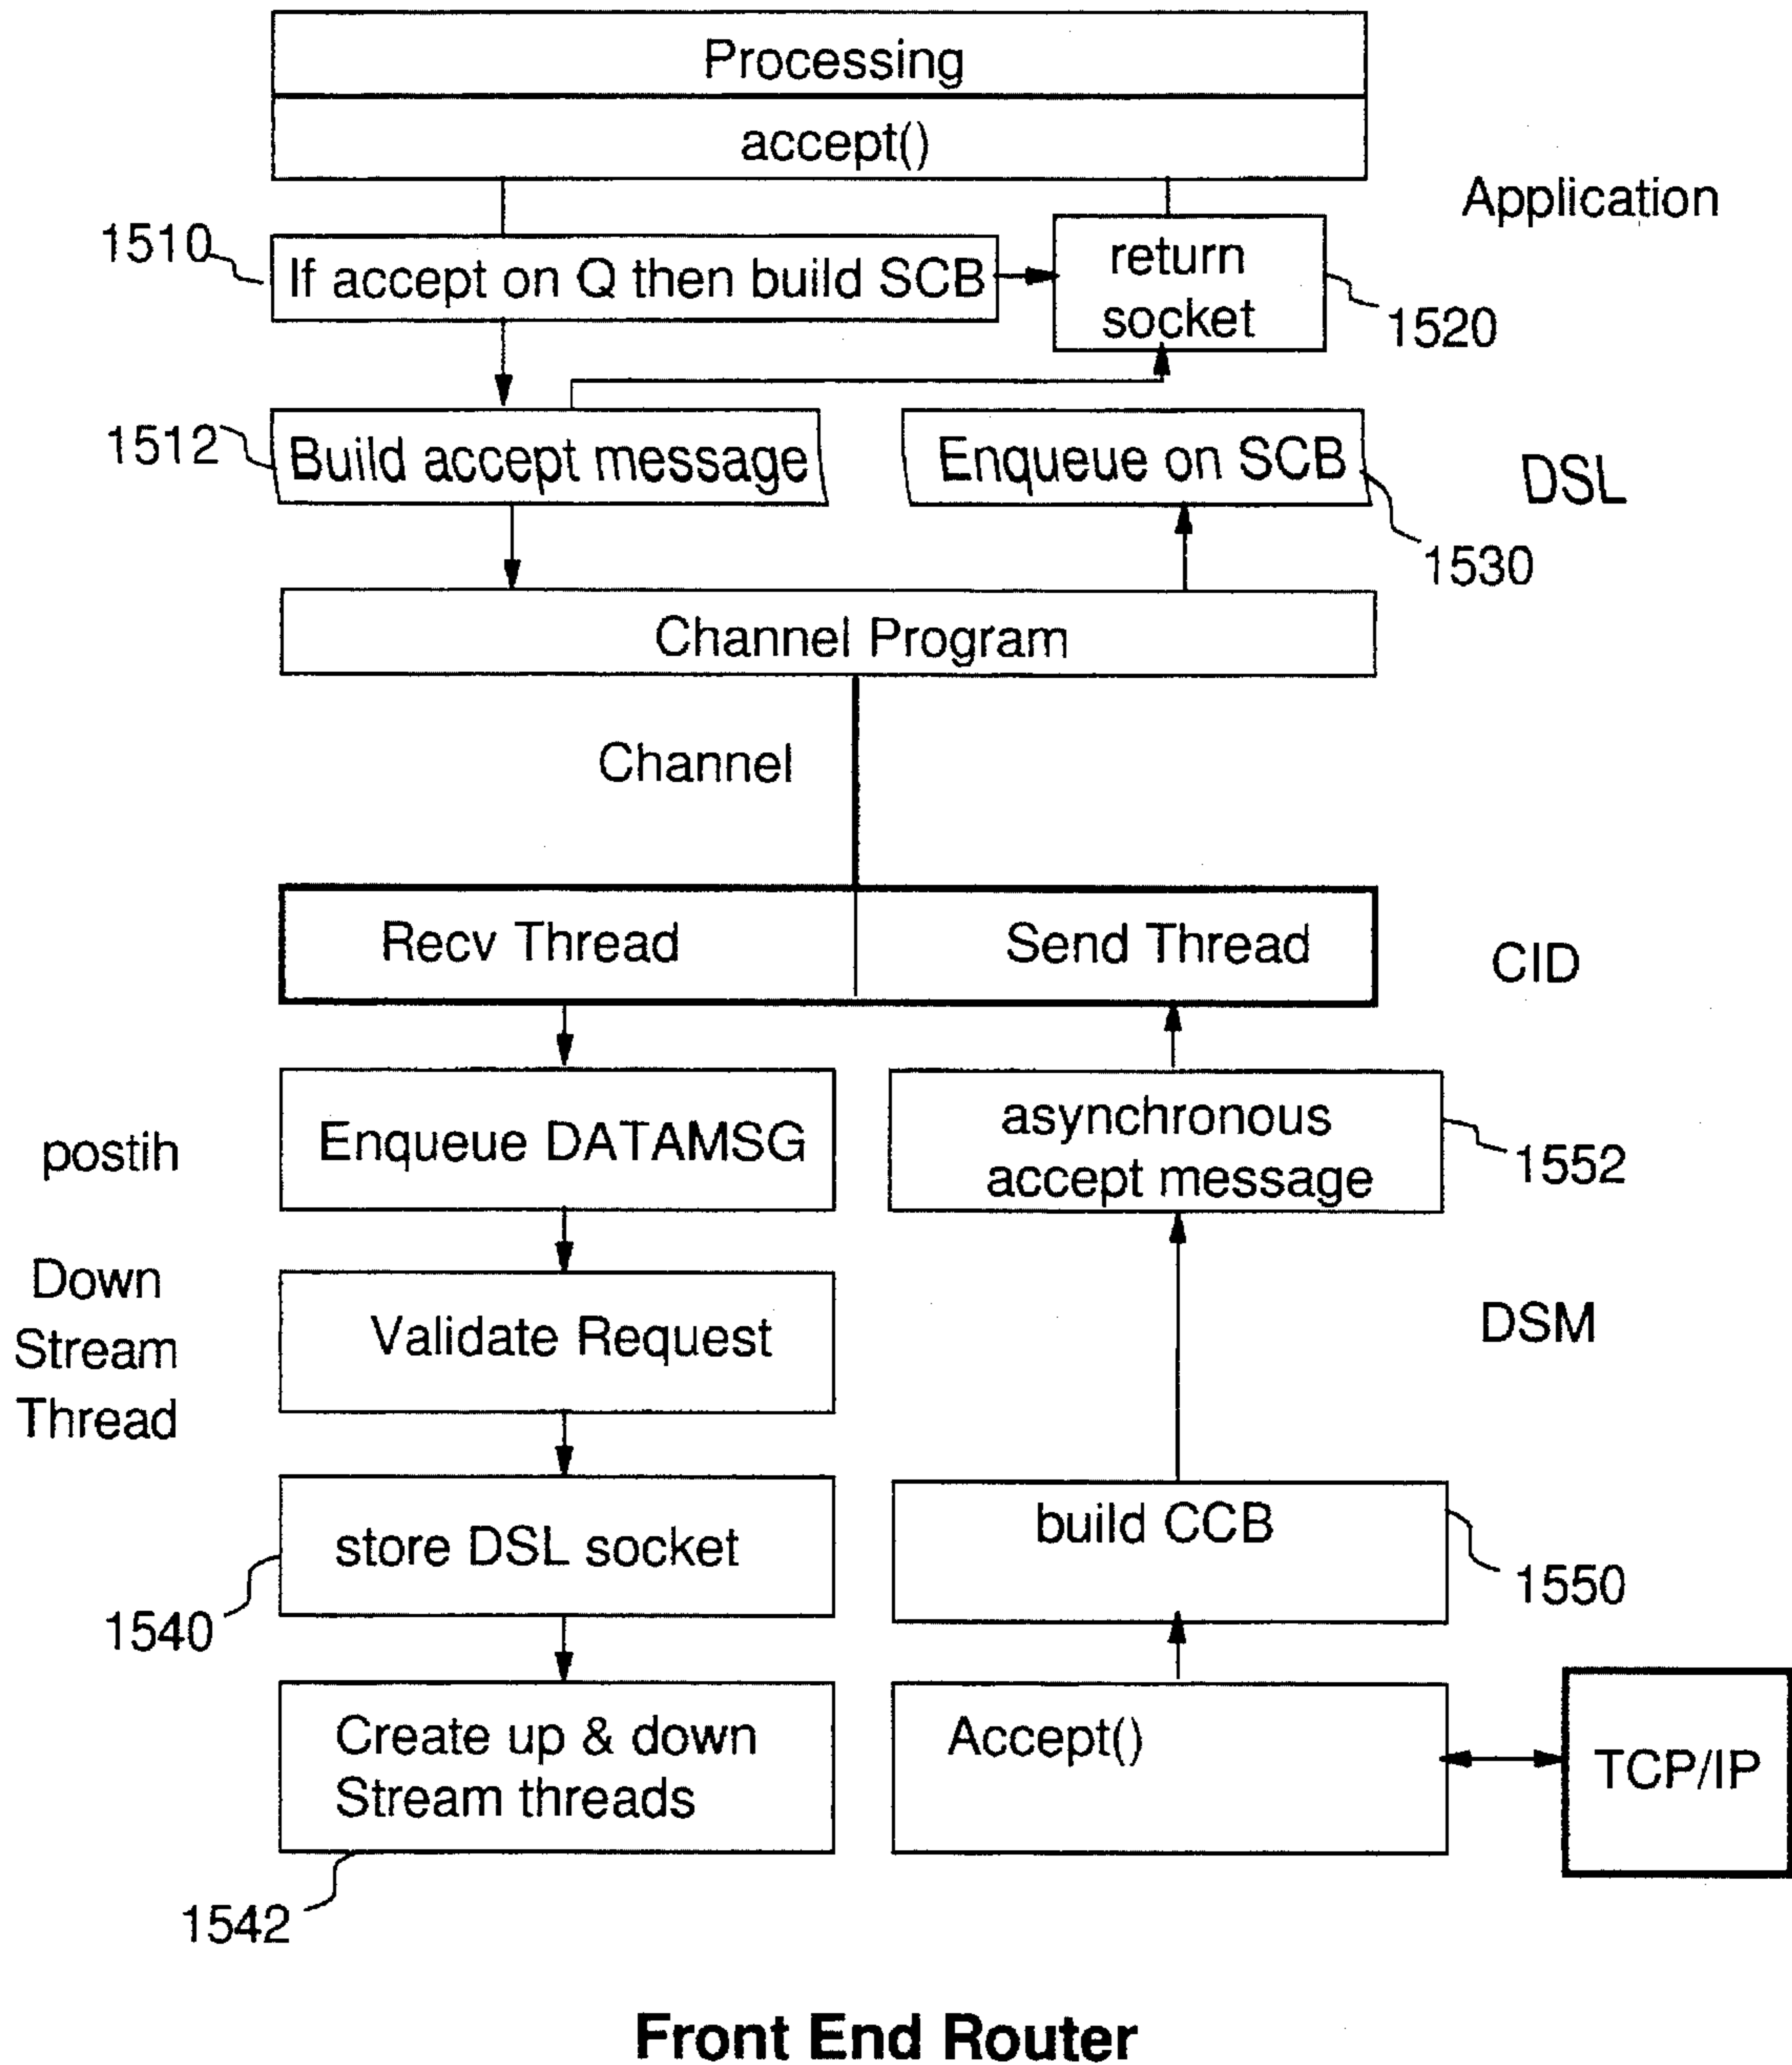 Processing
accept()
Application
1510
If accept on Q then build SCB
return
socket
1520
1512
Build accept message
Enqueue on SCB
DSL
1530
Channel Program
Channel
Recv Thread
Send Thread
CID
postih
Enqueue DATAMSG
asynchronous
accept message
1552
Down
Stream
Thread
Validate Request
DSM
store DSL socket
1540
build CCB
1550
Create up & down
Stream threads
1542
Accept()
TCP/IP
Front End Router